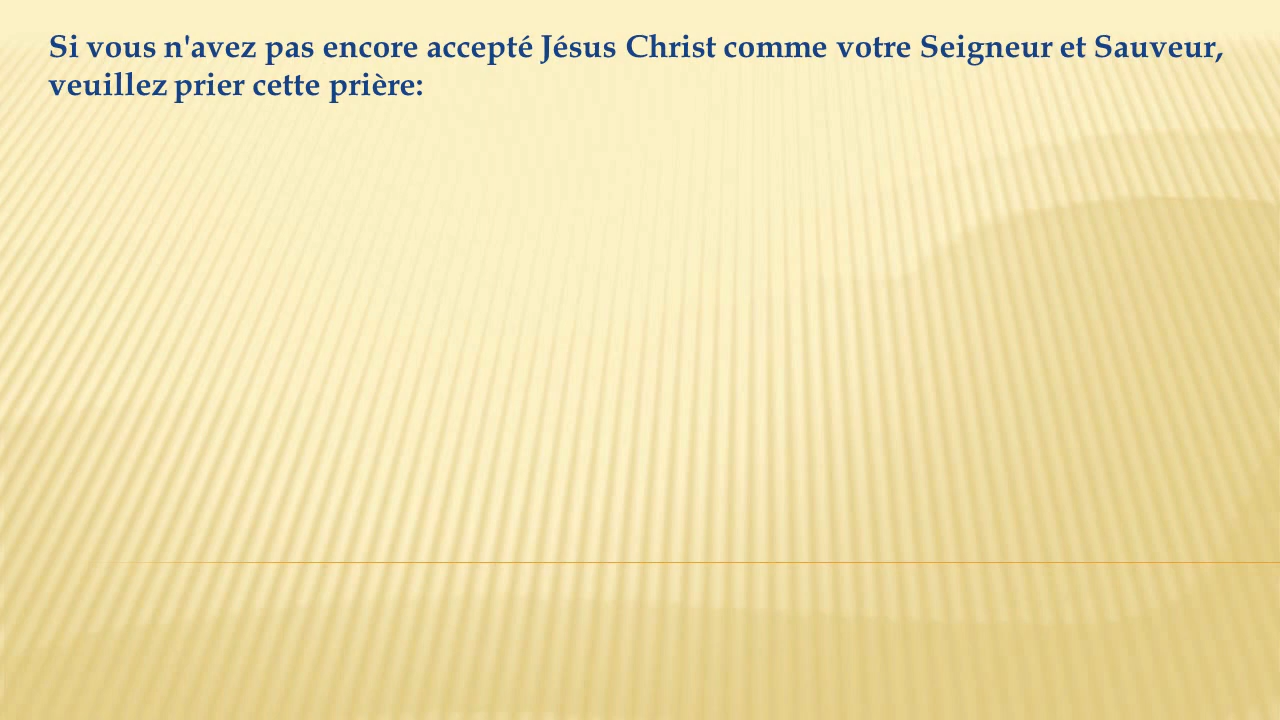 Si vous n'avez pas encore accepté Jésus Christ comme votre Seigneur et Sauveur,
veuillez prier cette prière: